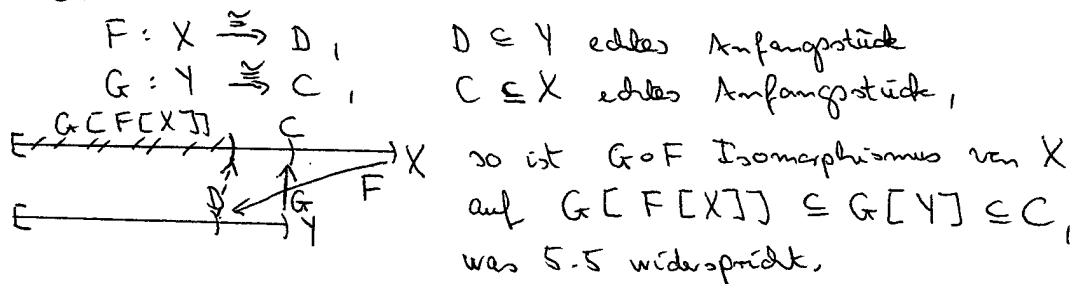 F : X ≅→ D , D ⊆ Y echtes Anfangsstück
G : Y ≅→ C , C ⊆ X echtes Anfangsstück ,
G[F[X]] C
X so ist G∘F Isomorphismus von X
D G F
Y auf G[F[X]] ⊆ G[Y] ⊆ C ,
was 5.5 widerspricht.